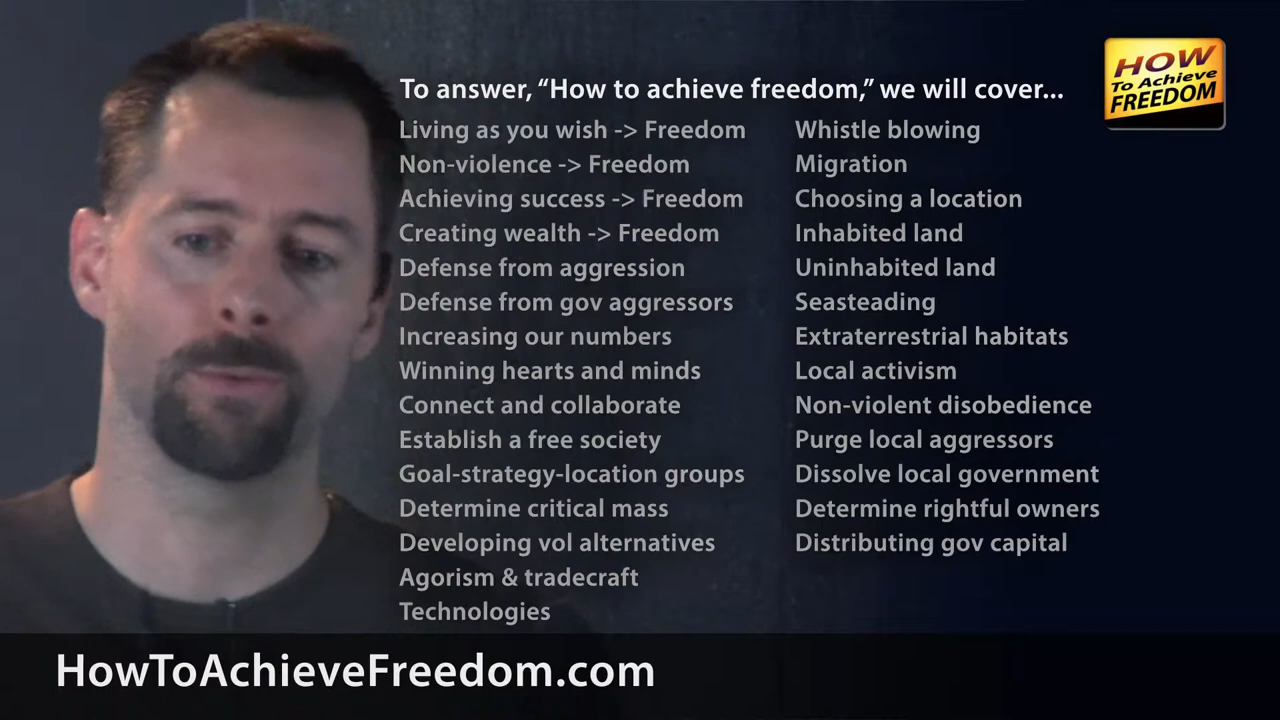 To answer, “How to achieve freedom,” we will cover...
Living as you wish -> Freedom
Non-violence -> Freedom
Achieving success -> Freedom
Creating wealth -> Freedom
Defense from aggression
Defense from gov aggressors
Increasing our numbers
Winning hearts and minds
Connect and collaborate
Establish a free society
Goal-strategy-location groups
Determine critical mass
Developing vol alternatives
Agorism & tradecraft
Technologies
Whistle blowing
Migration
Choosing a location
Inhabited land
Uninhabited land
Seasteading
Extraterrestrial habitats
Local activism
Non-violent disobedience
Purge local aggressors
Dissolve local government
Determine rightful owners
Distributing gov capital
HOW
To Achieve
FREEDOM
HowToAchieveFreedom.com